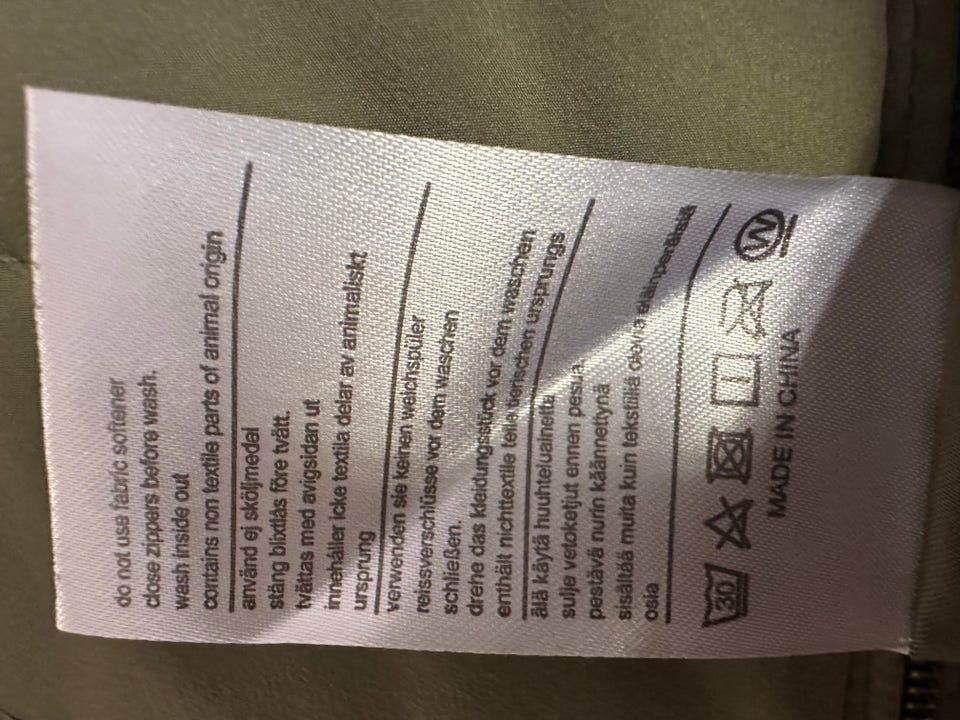 do not use fabric softener
close zippers before wash.
wash inside out
contains non textile parts of animal origin
använd ej sköljmedel
stäng blixtlås före tvätt.
tvättas med avigsidan ut
innehåller icke textila delar av animaliskt
ursprung
verwenden sie keinen weichspüler
reissverschlüsse vor dem waschen
schließen.
drehe das kleidungsstück vor dem waschen
enthält nichttextile teile tierischen ursprungs
älä käytä huuhteluainetta
sulje vetoketjut ennen pesua.
pestävä nurin käännettynä
sisältää muita kuin tekstiiliä olevia eläinperäisiä
osia
30 W
MADE IN CHINA